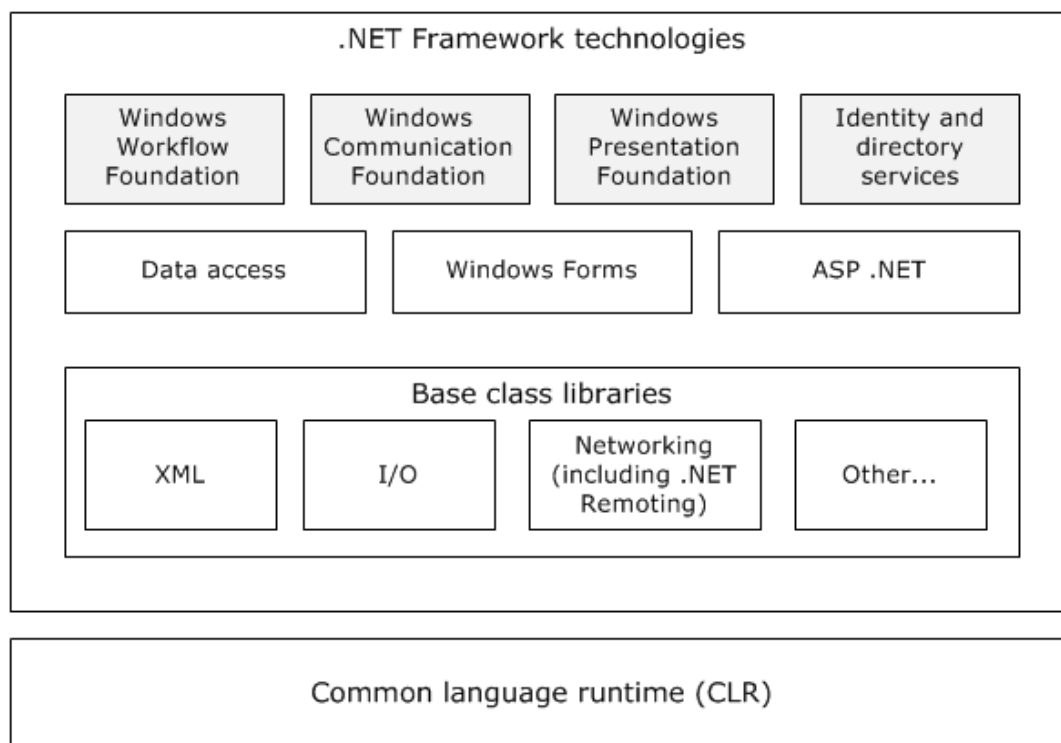 .NET Framework technologies
Windows
Workflow
Foundation
Windows
Communication
Foundation
Windows
Presentation
Foundation
Identity and
directory
services
Data access
Windows Forms
ASP .NET
Base class libraries
XML
I/O
Networking
(including .NET
Remoting)
Other...
Common language runtime (CLR)